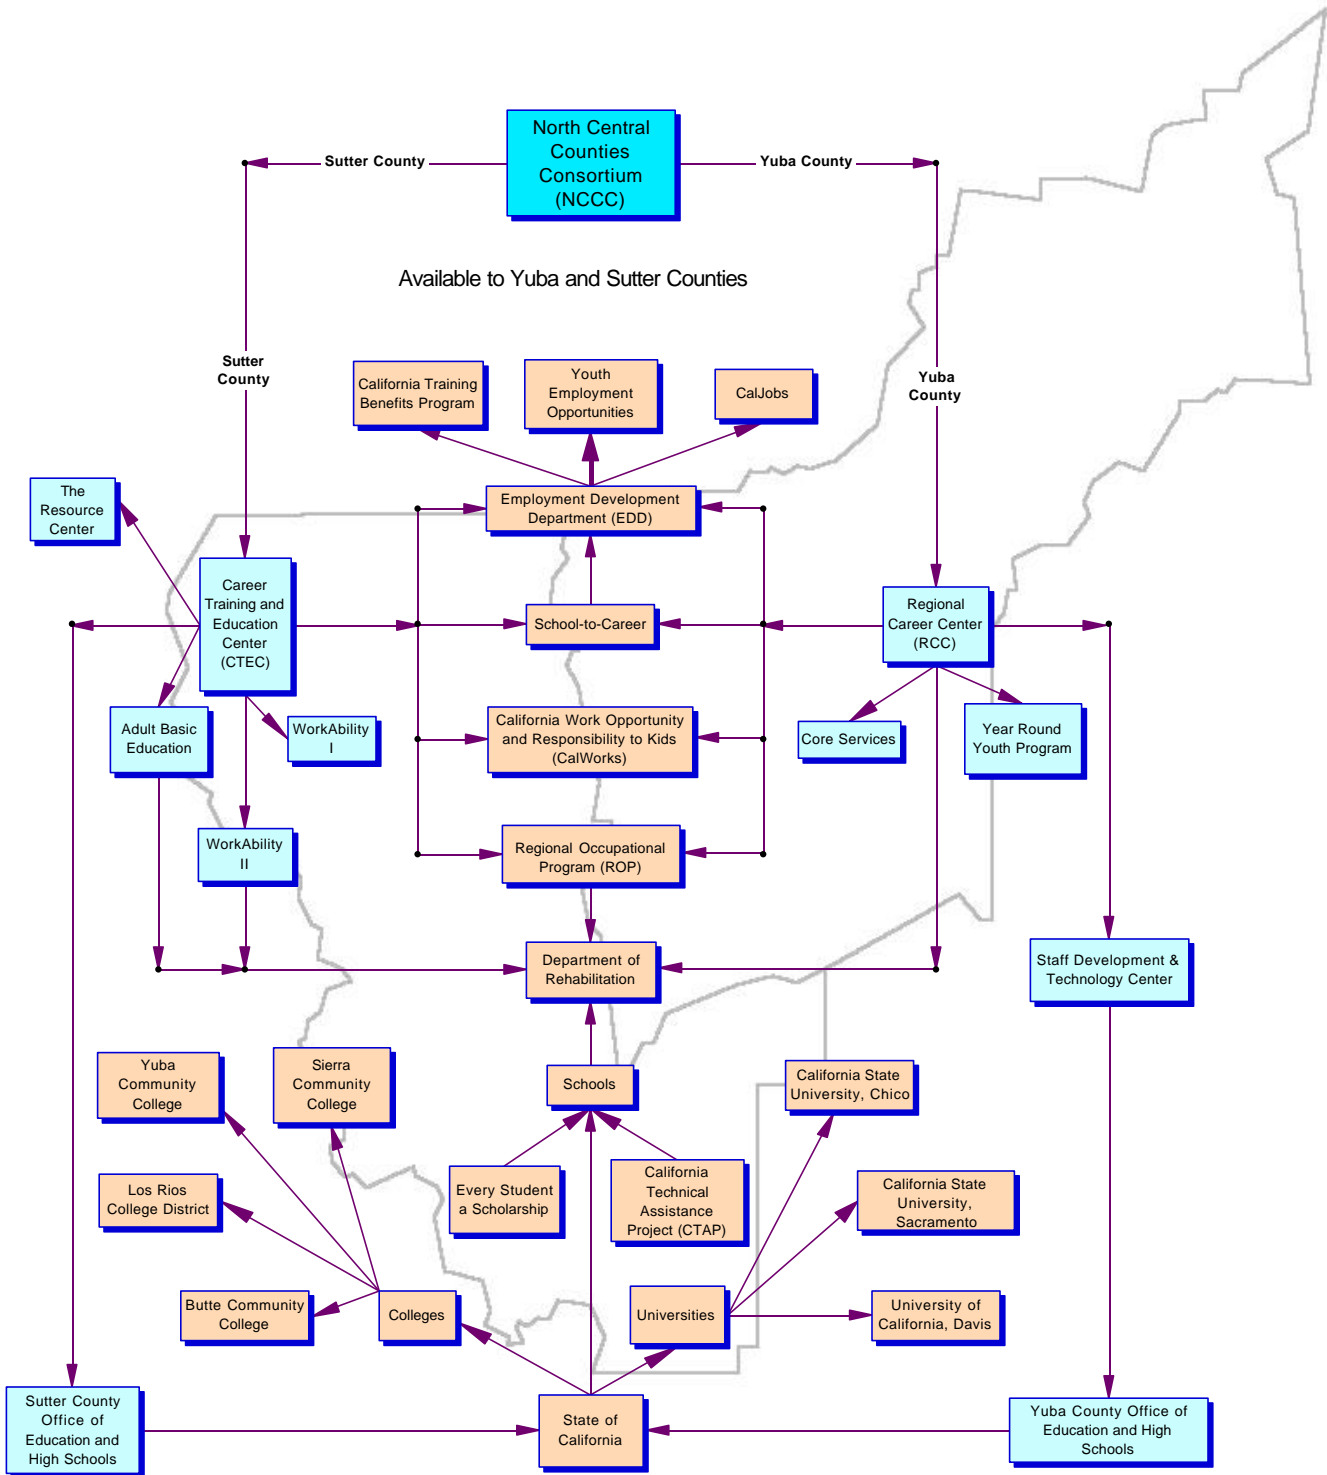 North Central
Counties
Consortium
(NCCC)
Sutter County
Yuba County
Available to Yuba and Sutter Counties
Sutter
County
Yuba
County
California Training
Benefits Program
Youth
Employment
Opportunities
CalJobs
The
Resource
Center
Employment Development
Department (EDD)
Career
Training and
Education
Center
(CTEC)
School-to-Career
Regional
Career Center
(RCC)
Adult Basic
Education
WorkAbility
I
California Work Opportunity
and Responsibility to Kids
(CalWorks)
Core Services
Year Round
Youth Program
WorkAbility
II
Regional Occupational
Program (ROP)
Department of
Rehabilitation
Staff Development &
Technology Center
Yuba
Community
College
Sierra
Community
College
Schools
California State
University, Chico
Los Rios
College District
Every Student
a Scholarship
California
Technical
Assistance
Project (CTAP)
California State
University,
Sacramento
Butte Community
College
Colleges
Universities
University of
California, Davis
Sutter County
Office of
Education and
High Schools
State of
California
Yuba County Office of
Education and High
Schools